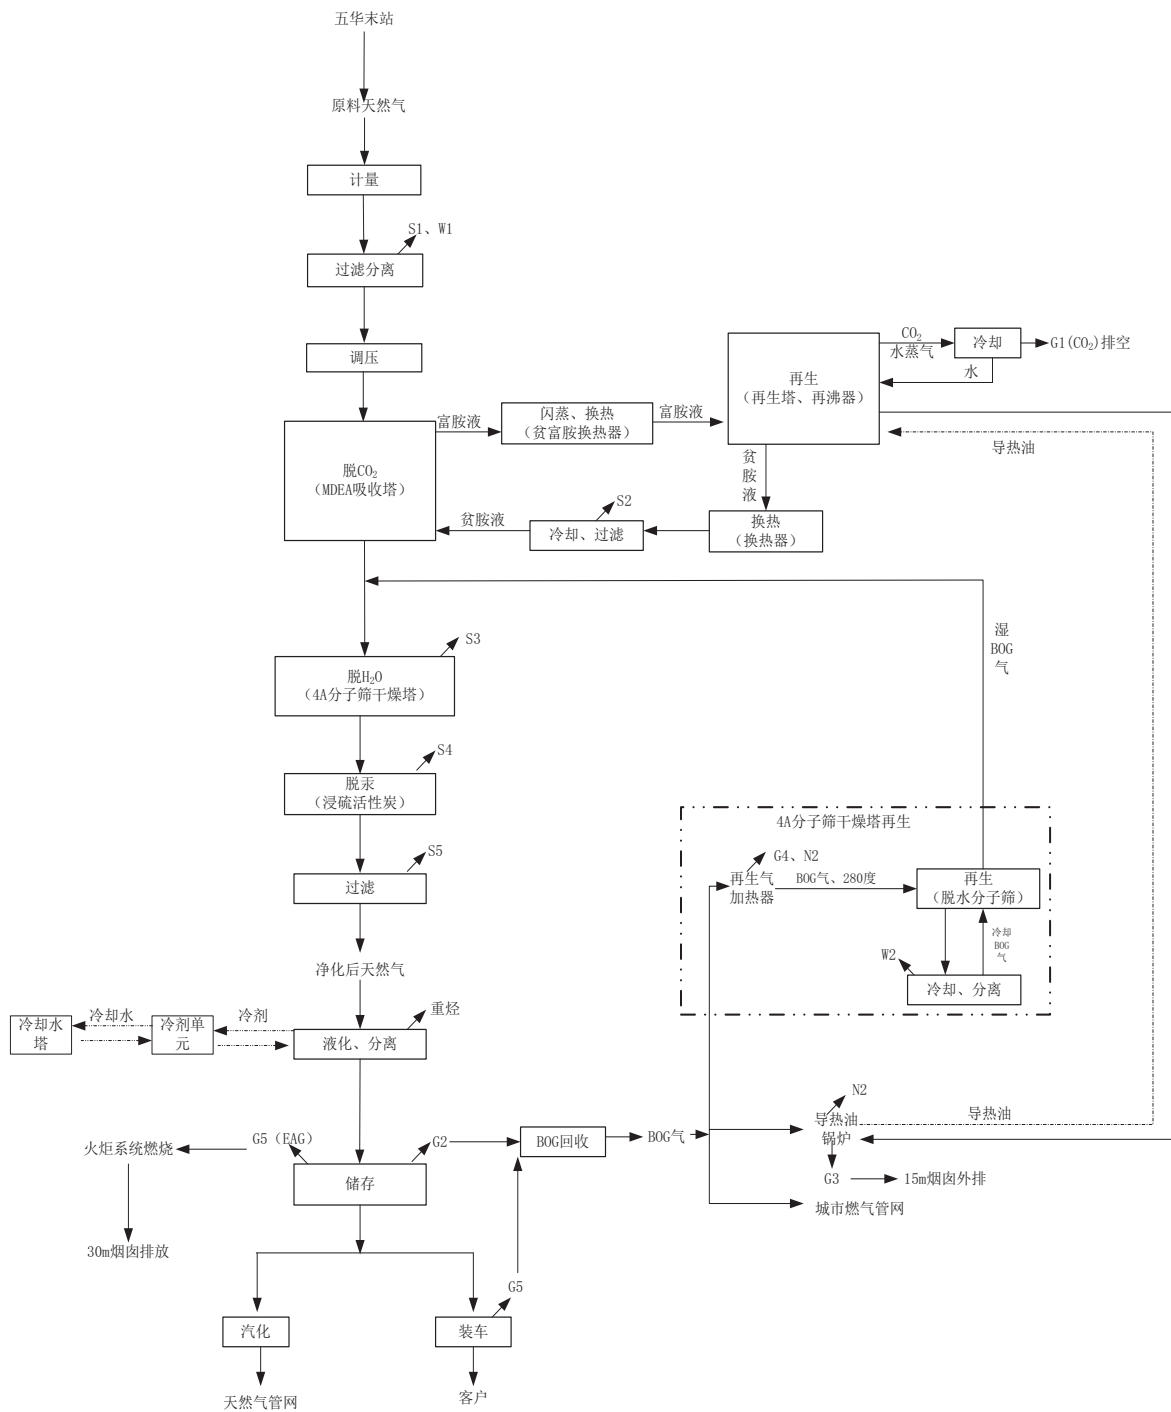 五华末站
原料天然气
计量
S1、W1
过滤分离
调压
CO₂
水蒸气
冷却
G1(CO₂)排空
水
再生
（再生塔、再沸器）
富胺液
闪蒸、换热
（贫富胺换热器）
富胺液
导热油
脱CO₂
（MDEA吸收塔）
贫
胺
液
S2
贫胺液
冷却、过滤
换热
（换热器）
湿
BOG
气
S3
脱H₂O
（4A分子筛干燥塔）
S4
脱汞
（浸硫活性炭）
4A分子筛干燥塔再生
S5
过滤
G4、N2
再生气
加热器
BOG气、280度
再生
（脱水分子筛）
冷却
BOG
气
W2
冷却、分离
净化后天然气
重烃
冷却水
塔
冷却水
冷剂单
元
冷剂
液化、分离
N2
导热油
锅炉
导热油
G5（EAG）
火炬系统燃烧
G2
BOG回收
BOG气
储存
G3
15m烟囱外排
城市燃气管网
30m烟囱排放
G5
汽化
装车
天然气管网
客户